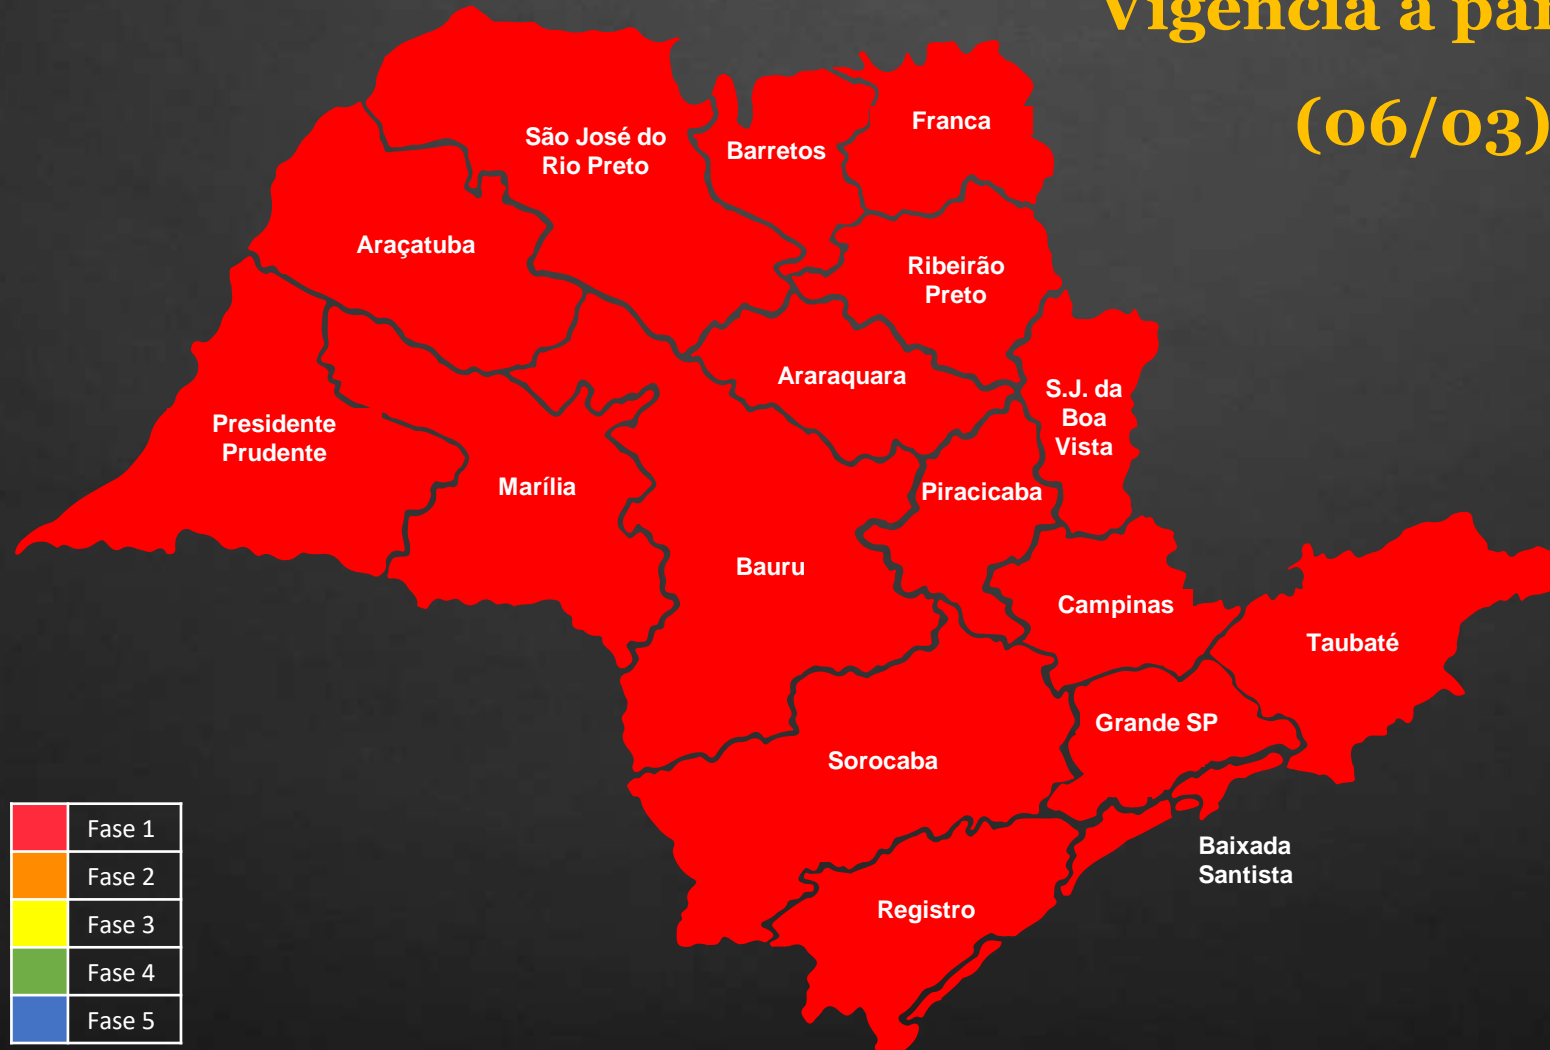 Vigência a par
(06/03)
São José do
Rio Preto
Barretos
Franca
Araçatuba
Ribeirão
Preto
Araraquara
S.J. da
Boa
Vista
Presidente
Prudente
Marília
Piracicaba
Bauru
Campinas
Taubaté
Grande SP
Sorocaba
Baixada
Santista
Registro
Fase 1
Fase 2
Fase 3
Fase 4
Fase 5